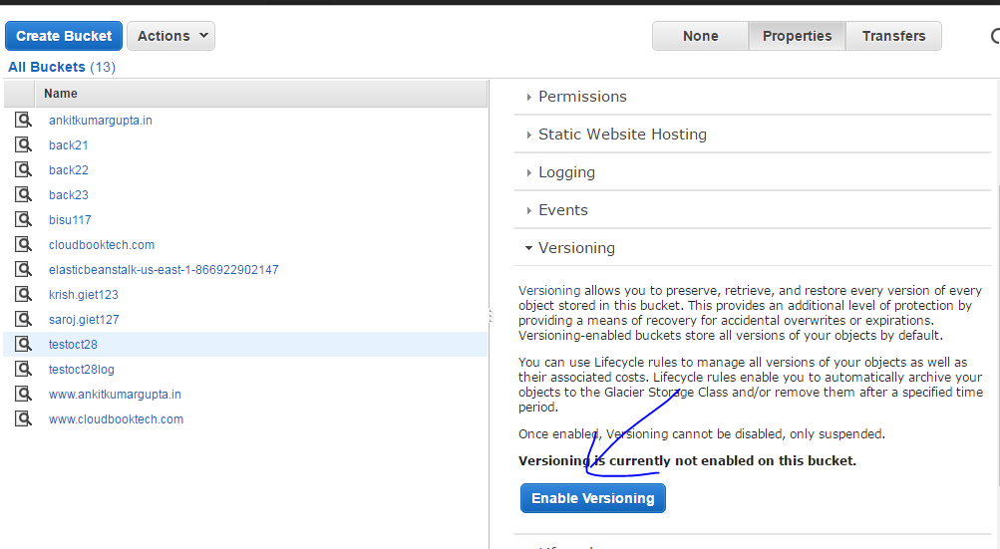 Create Bucket Actions None Properties Transfers
All Buckets (13)
Name
ankitkumargupta.in
back21
back22
back23
bisu117
cloudbooktech.com
elasticbeanstalk-us-east-1-866922902147
krish.giet123
saroj.giet127
testoct28
testoct28log
www.ankitkumargupta.in
www.cloudbooktech.com
Permissions
Static Website Hosting
Logging
Events
Versioning
Versioning allows you to preserve, retrieve, and restore every version of every
object stored in this bucket. This provides an additional level of protection by
providing a means of recovery for accidental overwrites or expirations.
Versioning-enabled buckets store all versions of your objects by default.
You can use Lifecycle rules to manage all versions of your objects as well as
their associated costs. Lifecycle rules enable you to automatically archive your
objects to the Glacier Storage Class and/or remove them after a specified time
period.
Once enabled, Versioning cannot be disabled, only suspended.
Versioning is currently not enabled on this bucket.
Enable Versioning